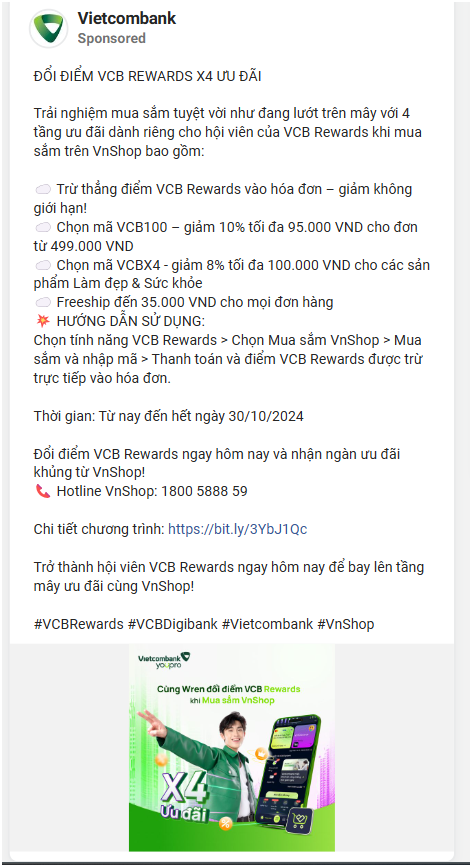 Vietcombank
Sponsored
ĐỔI ĐIỂM VCB REWARDS X4 ƯU ĐÃI
Trải nghiệm mua sắm tuyệt vời như đang lướt trên mây với 4
tầng ưu đãi dành riêng cho hội viên của VCB Rewards khi mua
sắm trên VnShop bao gồm:
☁️ Trừ thẳng điểm VCB Rewards vào hóa đơn – giảm không
giới hạn!
☁️ Chọn mã VCB100 – giảm 10% tối đa 95.000 VND cho đơn
từ 499.000 VND
☁️ Chọn mã VCBX4 - giảm 8% tối đa 100.000 VND cho các sản
phẩm Làm đẹp & Sức khỏe
☁️ Freeship đến 35.000 VND cho mọi đơn hàng
💥 HƯỚNG DẪN SỬ DỤNG:
Chọn tính năng VCB Rewards > Chọn Mua sắm VnShop > Mua
sắm và nhập mã > Thanh toán và điểm VCB Rewards được trừ
trực tiếp vào hóa đơn.
Thời gian: Từ nay đến hết ngày 30/10/2024
Đổi điểm VCB Rewards ngay hôm nay và nhận ngàn ưu đãi
khủng từ VnShop!
📞 Hotline VnShop: 1800 5888 59
Chi tiết chương trình: https://bit.ly/3YbJ1Qc
Trở thành hội viên VCB Rewards ngay hôm nay để bay lên tầng
mây ưu đãi cùng VnShop!
#VCBRewards #VCBDigibank #Vietcombank #VnShop
Vietcombank
youpro
Cùng Wren đổi điểm VCB Rewards
khi Mua sắm VnShop
X4
Ưu đãi